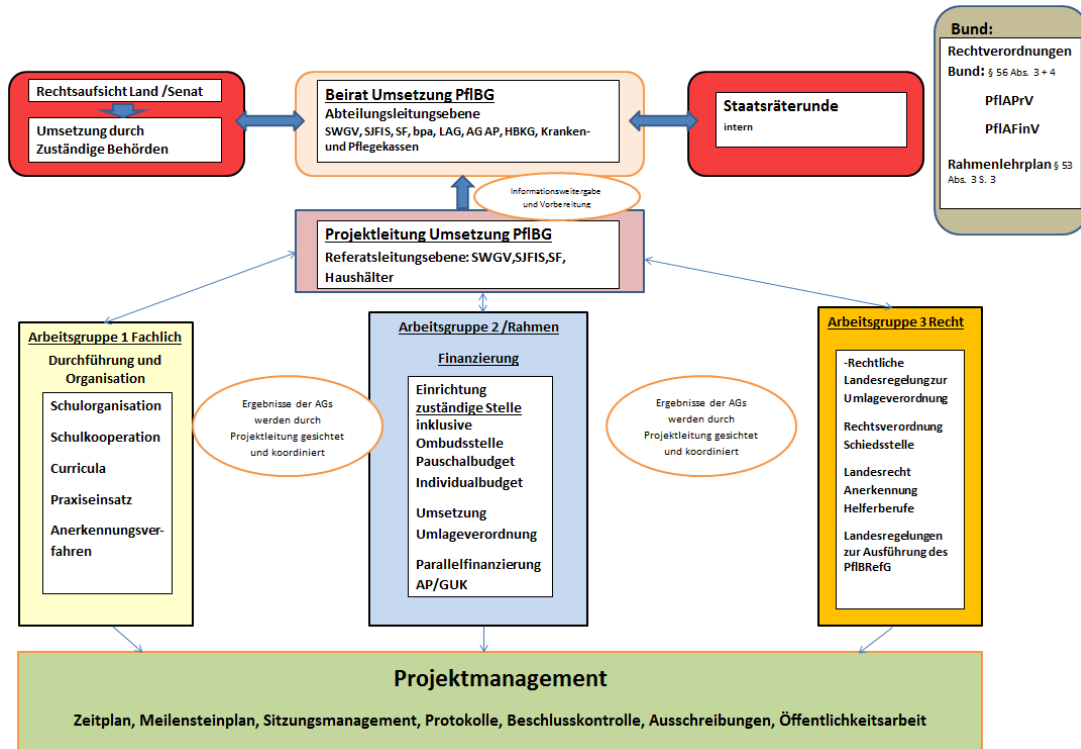 Bund:
Rechtverordnungen
Bund: § 56 Abs. 3 + 4
PflAPrV
PflAFinV
Rahmenlehrplan § 53
Abs. 3 S. 3
Rechtsaufsicht Land /Senat
Umsetzung durch
Zuständige Behörden
Beirat Umsetzung PflBG
Abteilungsleitungsebene
SWGV, SJFIS, SF, bpa, LAG, AG AP, HBKG, Kranken-
und Pflegekassen
Staatsräterunde
intern
Informationsweitergabe
und Vorbereitung
Projektleitung Umsetzung PflBG
Referatsleitungsebene: SWGV,SJFIS,SF,
Haushälter
Arbeitsgruppe 1 Fachlich
Durchführung und
Organisation
Schulorganisation
Schulkooperation
Curricula
Praxiseinsatz
Anerkennungsver-
fahren
Ergebnisse der AGs
werden durch
Projektleitung gesichtet
und koordiniert
Arbeitsgruppe 2 /Rahmen
Finanzierung
Einrichtung
zuständige Stelle
inklusive
Ombudsstelle
Pauschalbudget
Individualbudget
Umsetzung
Umlageverordnung
Parallelfinanzierung
AP/GUK
Ergebnisse der AGs
werden durch
Projektleitung gesichtet
und koordiniert
Arbeitsgruppe 3 Recht
-Rechtliche
Landesregelung zur
Umlageverordnung
Rechtsverordnung
Schiedsstelle
Landesrecht
Anerkennung
Helferberufe
Landesregelungen
zur Ausführung des
PflBRefG
Projektmanagement
Zeitplan, Meilensteinplan, Sitzungsmanagement, Protokolle, Beschlusskontrolle, Ausschreibungen, Öffentlichkeitsarbeit